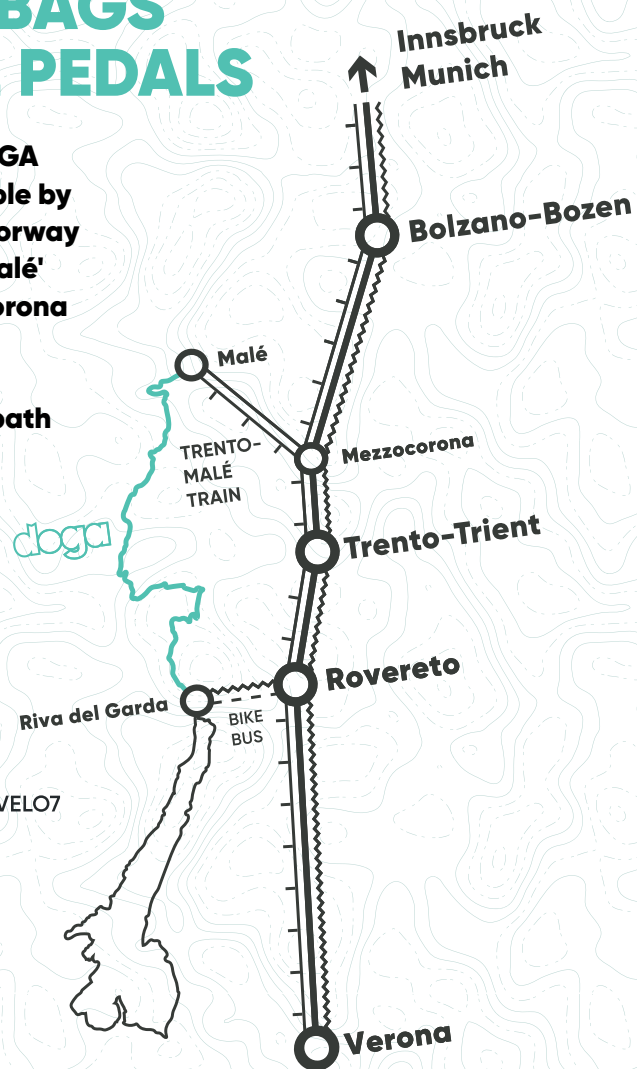 BAGS
PEDALS
GA
ble by
orway
alé'
orona
path
Innsbruck
Munich
Bolzano-Bozen
Malé
Mezzocorona
TRENTO-
MALÉ
TRAIN
doga
Trento-Trient
Rovereto
Riva del Garda
BIKE
BUS
VELO7
Verona